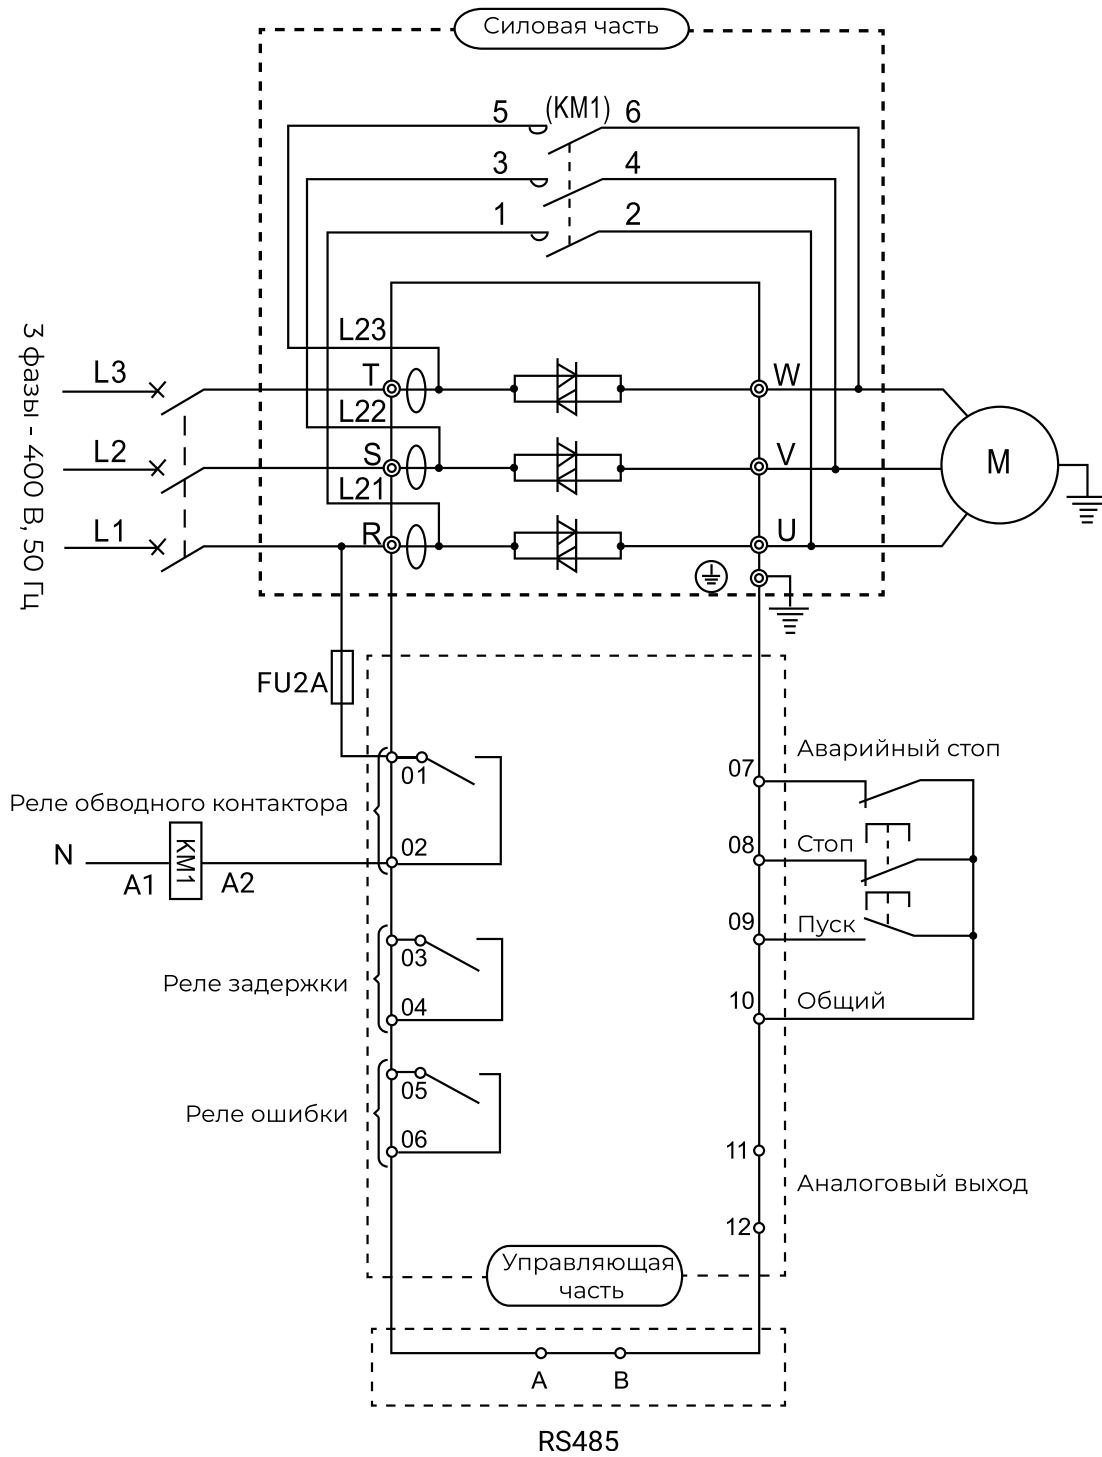 Силовая часть
5 (KM1) 6
3 4
1 2
L23
T W
L3
L22
S V
L2
M
L21
R U
L1
3 фазы - 400 В, 50 Гц
FU2A
Аварийный стоп
07
01
Реле обводного контактора
Стоп
08
02
N
KM1
A1 A2
09
Пуск
03
Реле задержки
04
10
Общий
05
Реле ошибки
06
11
Аналоговый выход
12
Управляющая
часть
A B
RS485